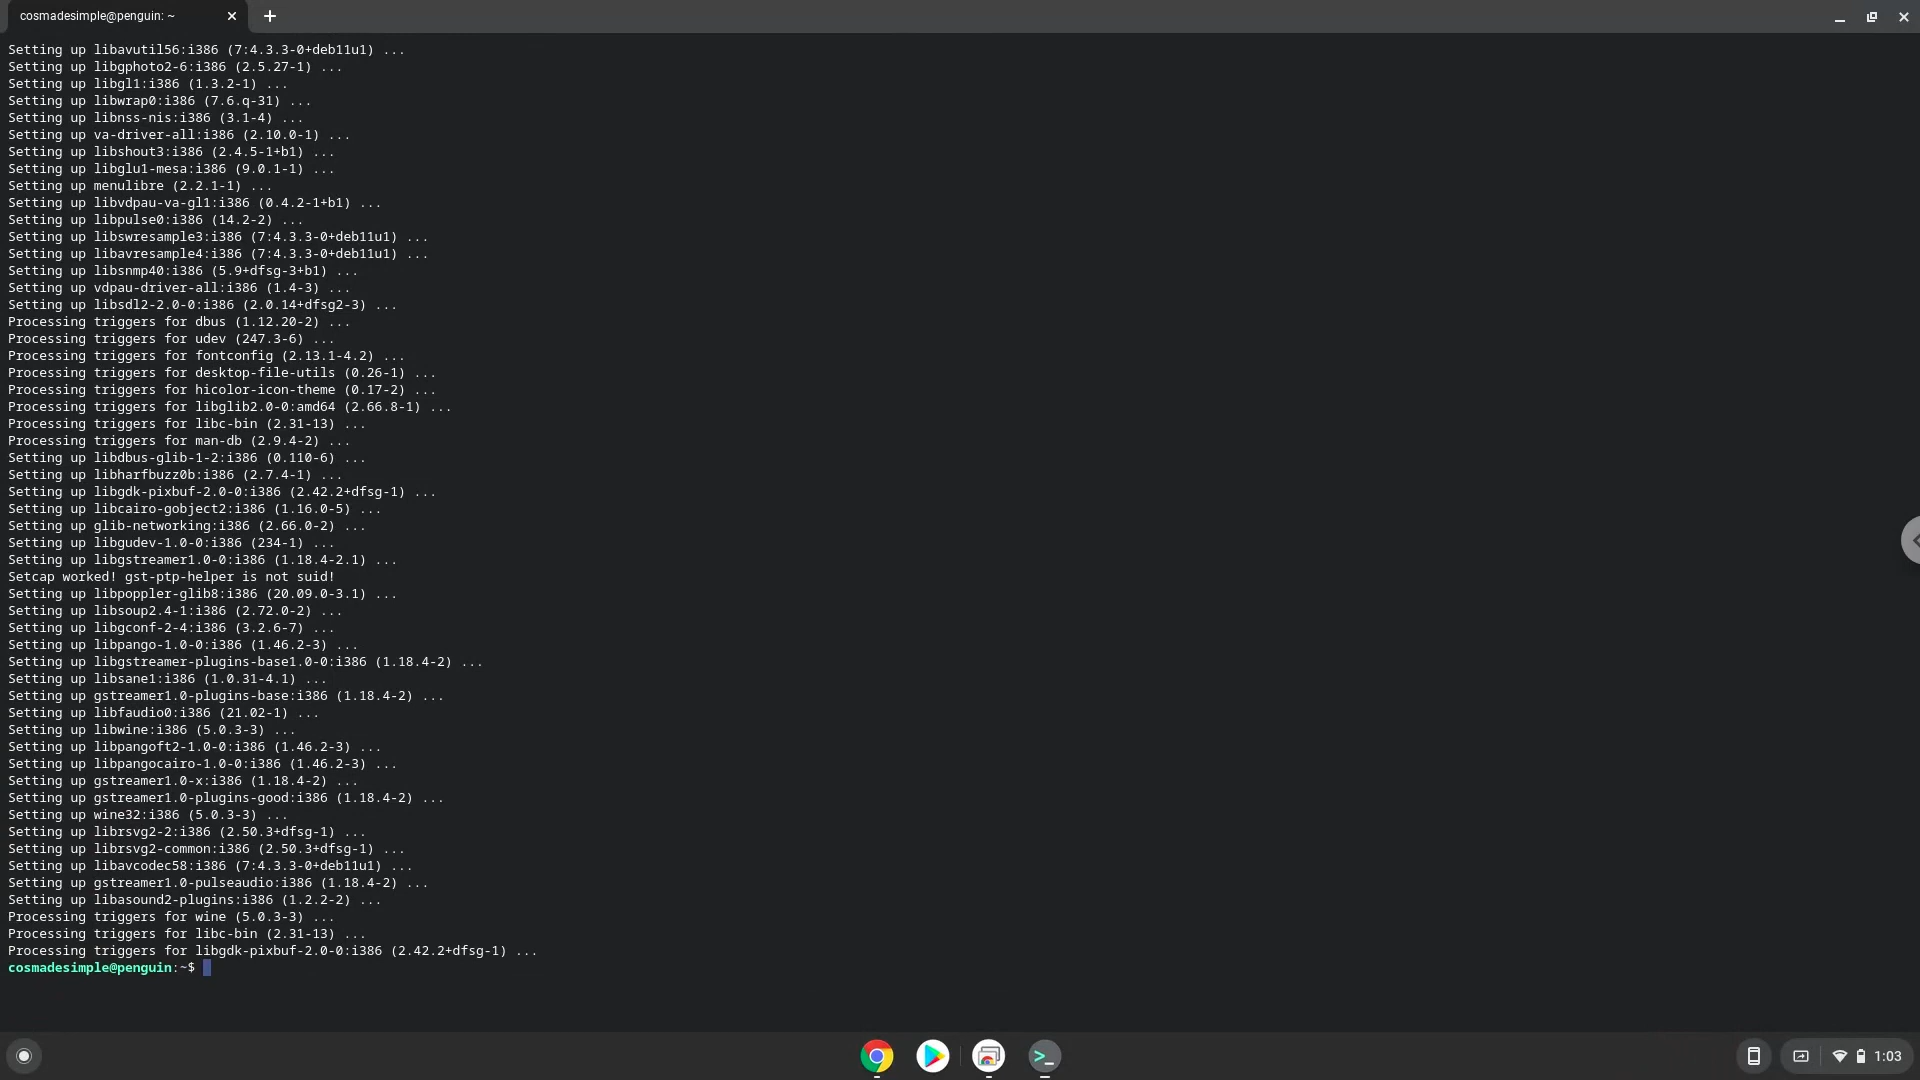 cosmadesimple@penguin: ~
Setting up libavutil56:i386 (7:4.3.3-0+deb11u1) ...
Setting up libgphoto2-6:i386 (2.5.27-1) ...
Setting up libgl1:i386 (1.3.2-1) ...
Setting up libwrap0:i386 (7.6.q-31) ...
Setting up libnss-nis:i386 (3.1-4) ...
Setting up va-driver-all:i386 (2.10.0-1) ...
Setting up libshout3:i386 (2.4.5-1+b1) ...
Setting up libglu1-mesa:i386 (9.0.1-1) ...
Setting up menulibre (2.2.1-1) ...
Setting up libvdpau-va-gl1:i386 (0.4.2-1+b1) ...
Setting up libpulse0:i386 (14.2-2) ...
Setting up libswresample3:i386 (7:4.3.3-0+deb11u1) ...
Setting up libavresample4:i386 (7:4.3.3-0+deb11u1) ...
Setting up libsnmp40:i386 (5.9+dfsg-3+b1) ...
Setting up vdpau-driver-all:i386 (1.4-3) ...
Setting up libsdl2-2.0-0:i386 (2.0.14+dfsg2-3) ...
Processing triggers for dbus (1.12.20-2) ...
Processing triggers for udev (247.3-6) ...
Processing triggers for fontconfig (2.13.1-4.2) ...
Processing triggers for desktop-file-utils (0.26-1) ...
Processing triggers for hicolor-icon-theme (0.17-2) ...
Processing triggers for libglib2.0-0:amd64 (2.66.8-1) ...
Processing triggers for libc-bin (2.31-13) ...
Processing triggers for man-db (2.9.4-2) ...
Setting up libdbus-glib-1-2:i386 (0.110-6) ...
Setting up libharfbuzz0b:i386 (2.7.4-1) ...
Setting up libgdk-pixbuf-2.0-0:i386 (2.42.2+dfsg-1) ...
Setting up libcairo-gobject2:i386 (1.16.0-5) ...
Setting up glib-networking:i386 (2.66.0-2) ...
Setting up libgudev-1.0-0:i386 (234-1) ...
Setting up libgstreamer1.0-0:i386 (1.18.4-2.1) ...
Setcap worked! gst-ptp-helper is not suid!
Setting up libpoppler-glib8:i386 (20.09.0-3.1) ...
Setting up libsoup2.4-1:i386 (2.72.0-2) ...
Setting up libgconf-2-4:i386 (3.2.6-7) ...
Setting up libpango-1.0-0:i386 (1.46.2-3) ...
Setting up libgstreamer-plugins-base1.0-0:i386 (1.18.4-2) ...
Setting up libsane1:i386 (1.0.31-4.1) ...
Setting up gstreamer1.0-plugins-base:i386 (1.18.4-2) ...
Setting up libfaudio0:i386 (21.02-1) ...
Setting up libwine:i386 (5.0.3-3) ...
Setting up libpangoft2-1.0-0:i386 (1.46.2-3) ...
Setting up libpangocairo-1.0-0:i386 (1.46.2-3) ...
Setting up gstreamer1.0-x:i386 (1.18.4-2) ...
Setting up gstreamer1.0-plugins-good:i386 (1.18.4-2) ...
Setting up wine32:i386 (5.0.3-3) ...
Setting up librsvg2-2:i386 (2.50.3+dfsg-1) ...
Setting up librsvg2-common:i386 (2.50.3+dfsg-1) ...
Setting up libavcodec58:i386 (7:4.3.3-0+deb11u1) ...
Setting up gstreamer1.0-pulseaudio:i386 (1.18.4-2) ...
Setting up libasound2-plugins:i386 (1.2.2-2) ...
Processing triggers for wine (5.0.3-3) ...
Processing triggers for libc-bin (2.31-13) ...
Processing triggers for libgdk-pixbuf-2.0-0:i386 (2.42.2+dfsg-1) ...
cosmadesimple@penguin:~$
1:03